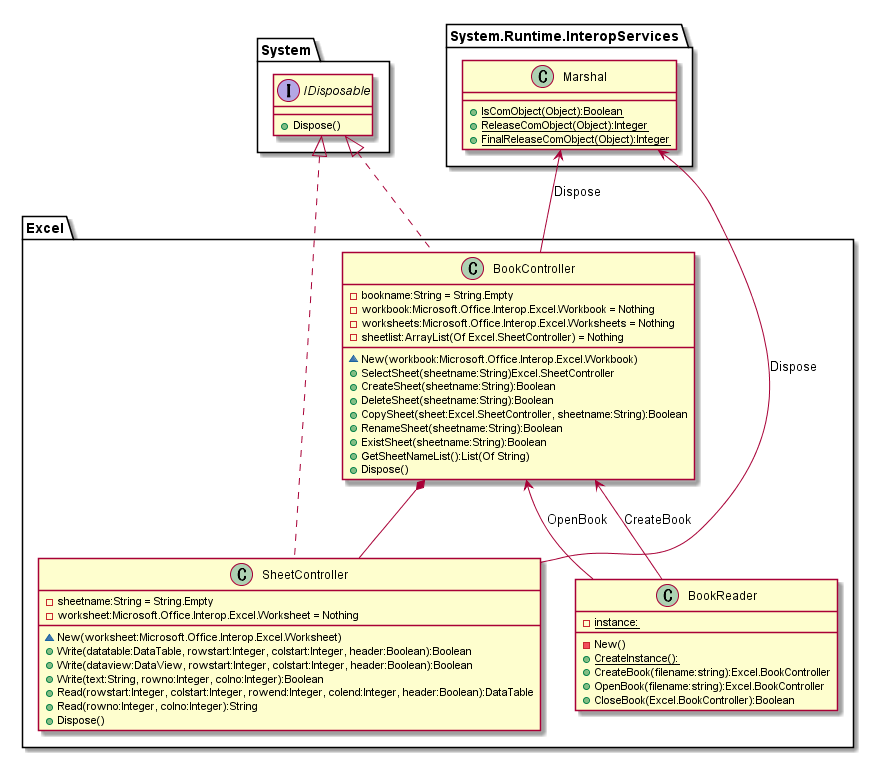 System
I IDisposable
Dispose()
System.Runtime.InteropServices
C Marshal
IsComObject(Object):Boolean
ReleaseComObject(Object):Integer
FinalReleaseComObject(Object):Integer
Dispose
Dispose
Excel
C BookController
bookname:String = String.Empty
workbook:Microsoft.Office.Interop.Excel.Workbook = Nothing
worksheets:Microsoft.Office.Interop.Excel.Worksheets = Nothing
sheetlist:ArrayList(Of Excel.SheetController) = Nothing
New(workbook:Microsoft.Office.Interop.Excel.Workbook)
SelectSheet(sheetname:String)Excel.SheetController
CreateSheet(sheetname:String):Boolean
DeleteSheet(sheetname:String):Boolean
CopySheet(sheet:Excel.SheetController, sheetname:String):Boolean
RenameSheet(sheetname:String):Boolean
ExistSheet(sheetname:String):Boolean
GetSheetNameList():List(Of String)
Dispose()
OpenBook
CreateBook
C SheetController
sheetname:String = String.Empty
worksheet:Microsoft.Office.Interop.Excel.Worksheet = Nothing
New(worksheet:Microsoft.Office.Interop.Excel.Worksheet)
Write(datatable:DataTable, rowstart:Integer, colstart:Integer, header:Boolean):Boolean
Write(dataview:DataView, rowstart:Integer, colstart:Integer, header:Boolean):Boolean
Write(text:String, rowno:Integer, colno:Integer):Boolean
Read(rowstart:Integer, colstart:Integer, rowend:Integer, colend:Integer, header:Boolean):DataTable
Read(rowno:Integer, colno:Integer):String
Dispose()
C BookReader
instance:
New()
CreateInstance():
CreateBook(filename:string):Excel.BookController
OpenBook(filename:string):Excel.BookController
CloseBook(Excel.BookController):Boolean